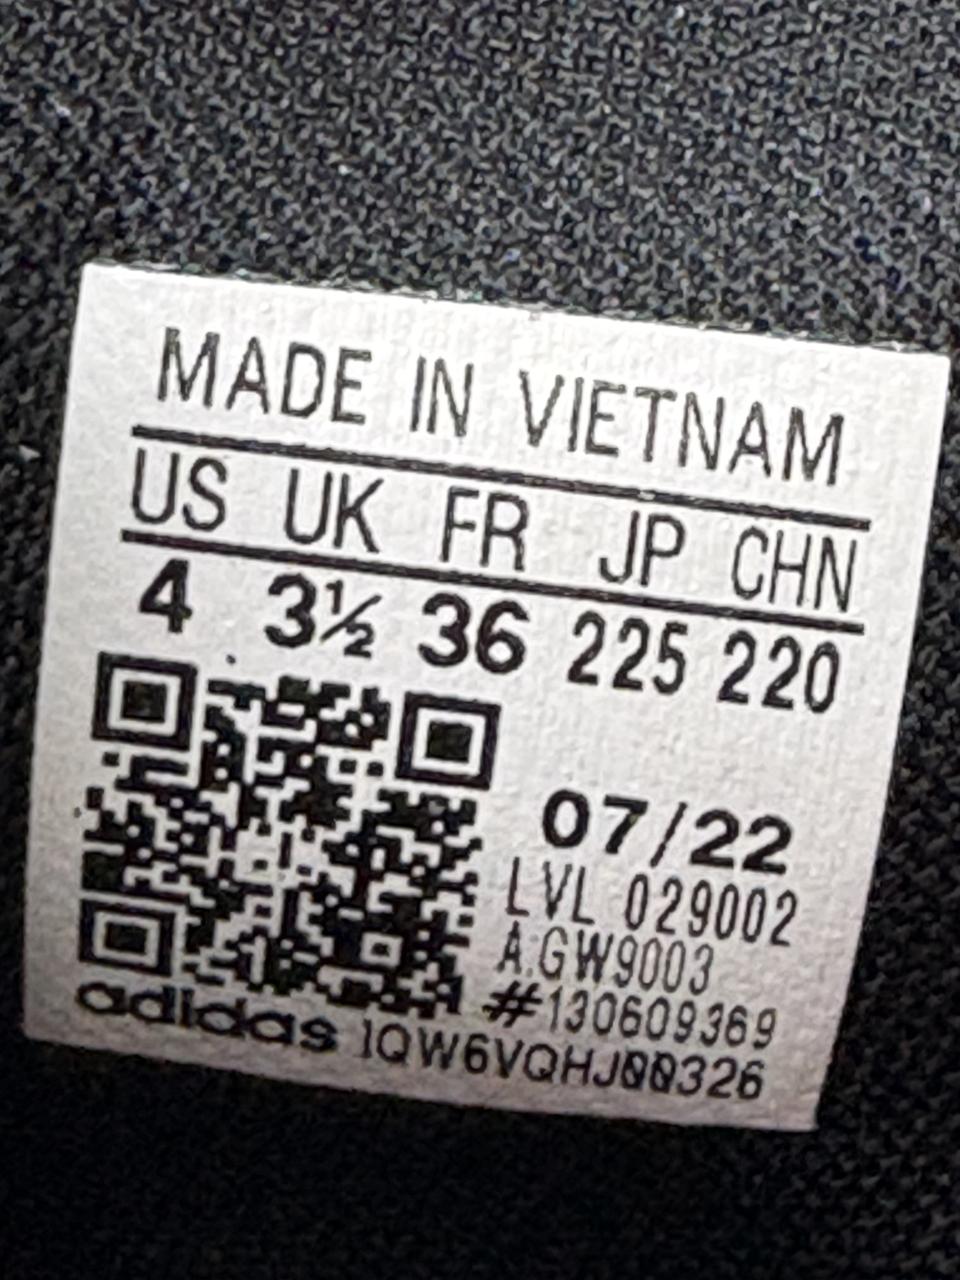 MADE IN VIETNAM
US UK FR JP CHN
4 3½ 36 225 220
07/22
LVL 029002
A.GW9003
#130609369
adidas 1QW6VQHJ00326